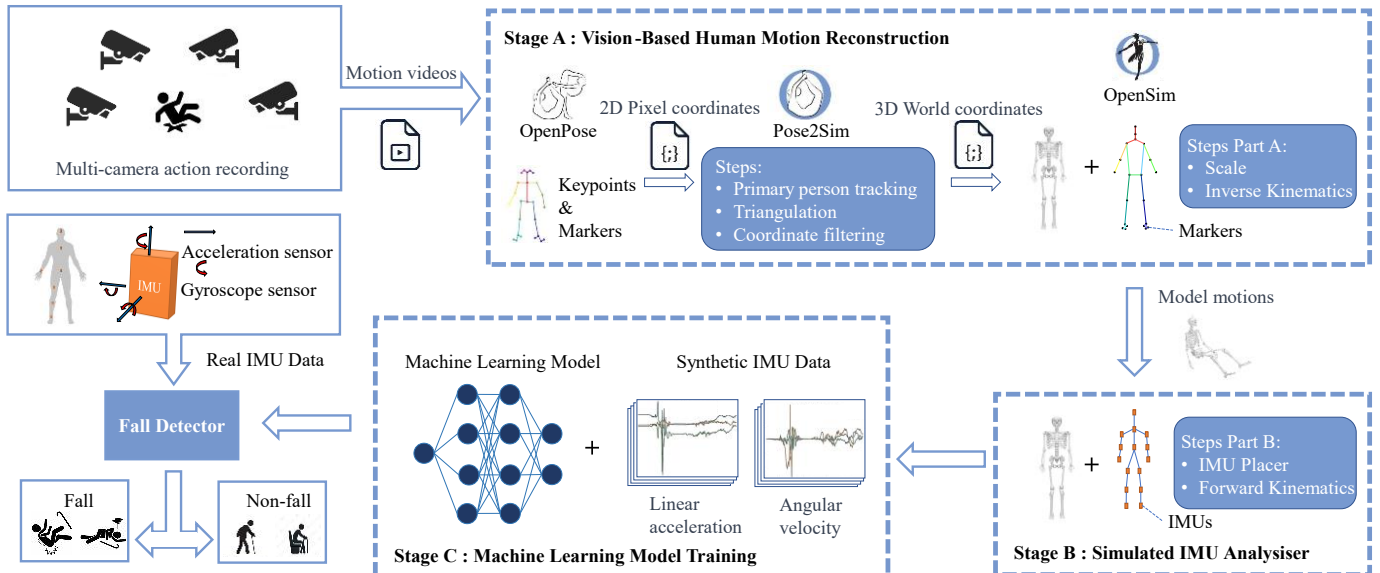 Multi-camera action recording
Motion videos
Stage A : Vision-Based Human Motion Reconstruction
OpenPose
2D Pixel coordinates
{;}
Pose2Sim
3D World coordinates
{;}
OpenSim
Keypoints
&
Markers
Steps:
• Primary person tracking
• Triangulation
• Coordinate filtering
+
Steps Part A:
• Scale
• Inverse Kinematics
Markers
Acceleration sensor
Gyroscope sensor
IMU
Real IMU Data
Model motions
Fall Detector
Fall
Non-fall
Machine Learning Model
+
Synthetic IMU Data
Linear
acceleration
Angular
velocity
Stage C : Machine Learning Model Training
+
Steps Part B:
• IMU Placer
• Forward Kinematics
IMUs
Stage B : Simulated IMU Analysiser